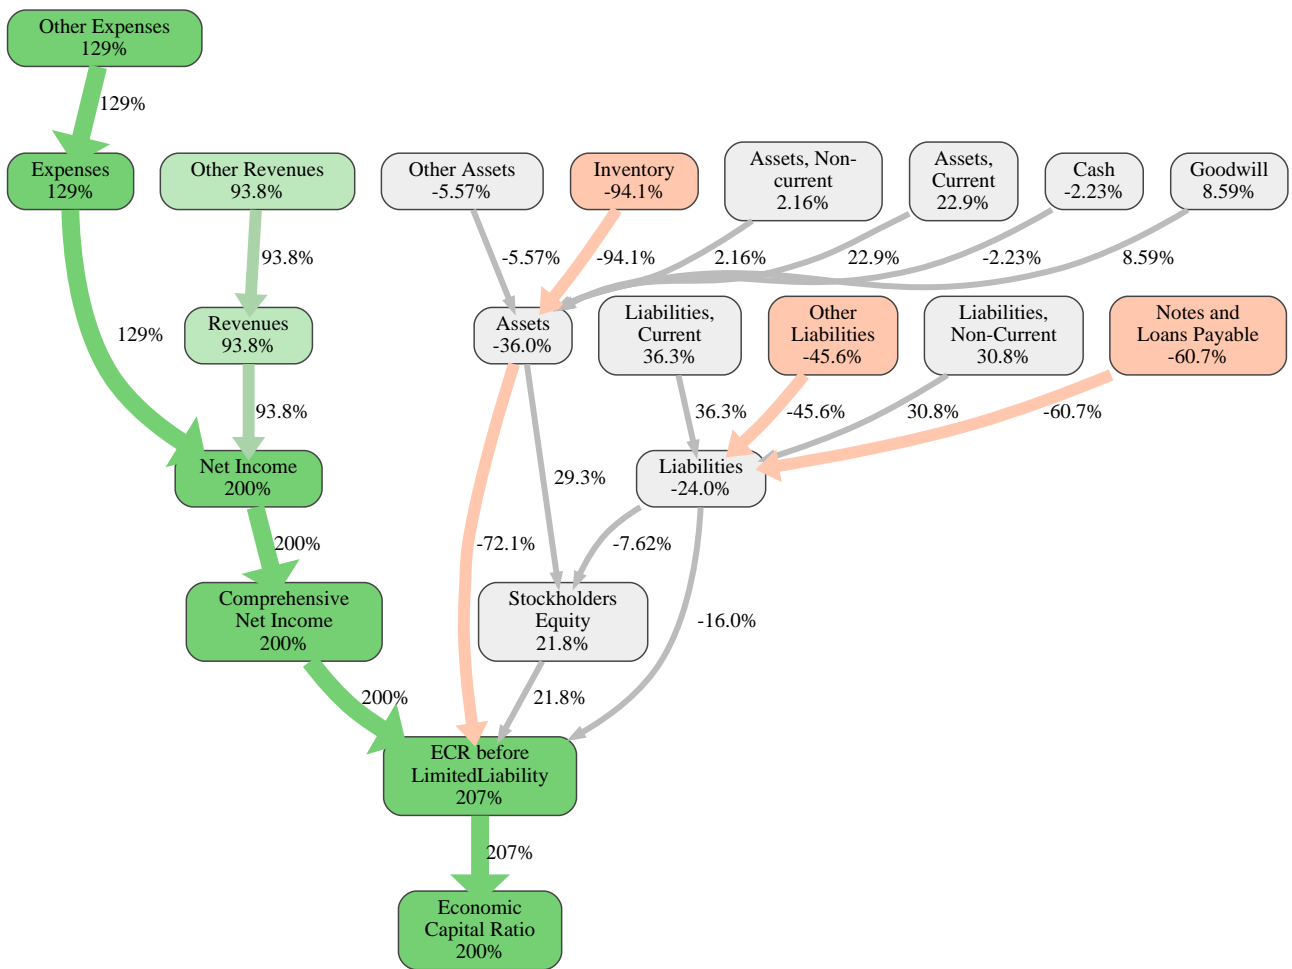 Other Expenses
129%
129%
Expenses
129%
Other Revenues
93.8%
Other Assets
-5.57%
Inventory
-94.1%
Assets, Non-
current
2.16%
Assets,
Current
22.9%
Cash
-2.23%
Goodwill
8.59%
93.8%
-5.57%
-94.1%
2.16%
22.9%
-2.23%
8.59%
129%
Revenues
93.8%
Assets
-36.0%
Liabilities,
Current
36.3%
Other
Liabilities
-45.6%
Liabilities,
Non-Current
30.8%
Notes and
Loans Payable
-60.7%
93.8%
36.3%
-45.6%
30.8%
-60.7%
Net Income
200%
29.3%
Liabilities
-24.0%
200%
-72.1%
-7.62%
Comprehensive
Net Income
200%
Stockholders
Equity
21.8%
-16.0%
200%
21.8%
ECR before
LimitedLiability
207%
207%
Economic
Capital Ratio
200%